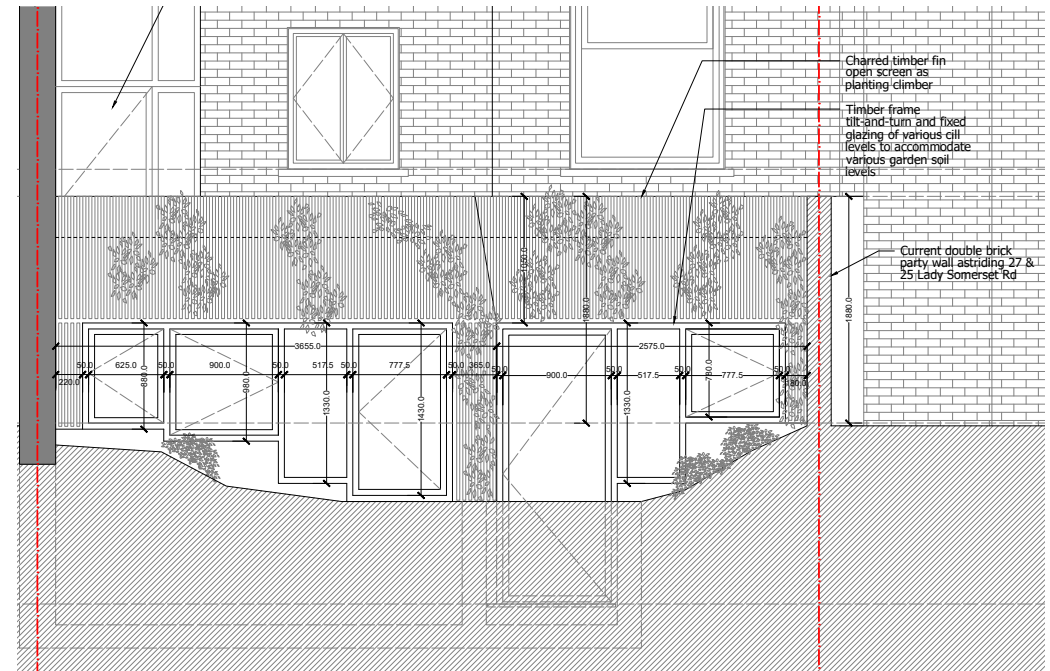 Charred timber fin
open screen as
planting climber
Timber frame
tilt-and-turn and fixed
glazing of various cill
levels to accommodate
various garden soil
levels
Current double brick
party wall astriding 27 &
25 Lady Somerset Rd
1050.0
1880.0
1880.0
3655.0
2575.0
50.0 625.0 50.0 900.0 50.0 517.5 50.0 777.5 50.0 365.0 50.0 900.0 50.0 517.5 50.0 777.5 50.0
220.0 180.0
880.0
980.0
1330.0
1430.0
1330.0
780.0